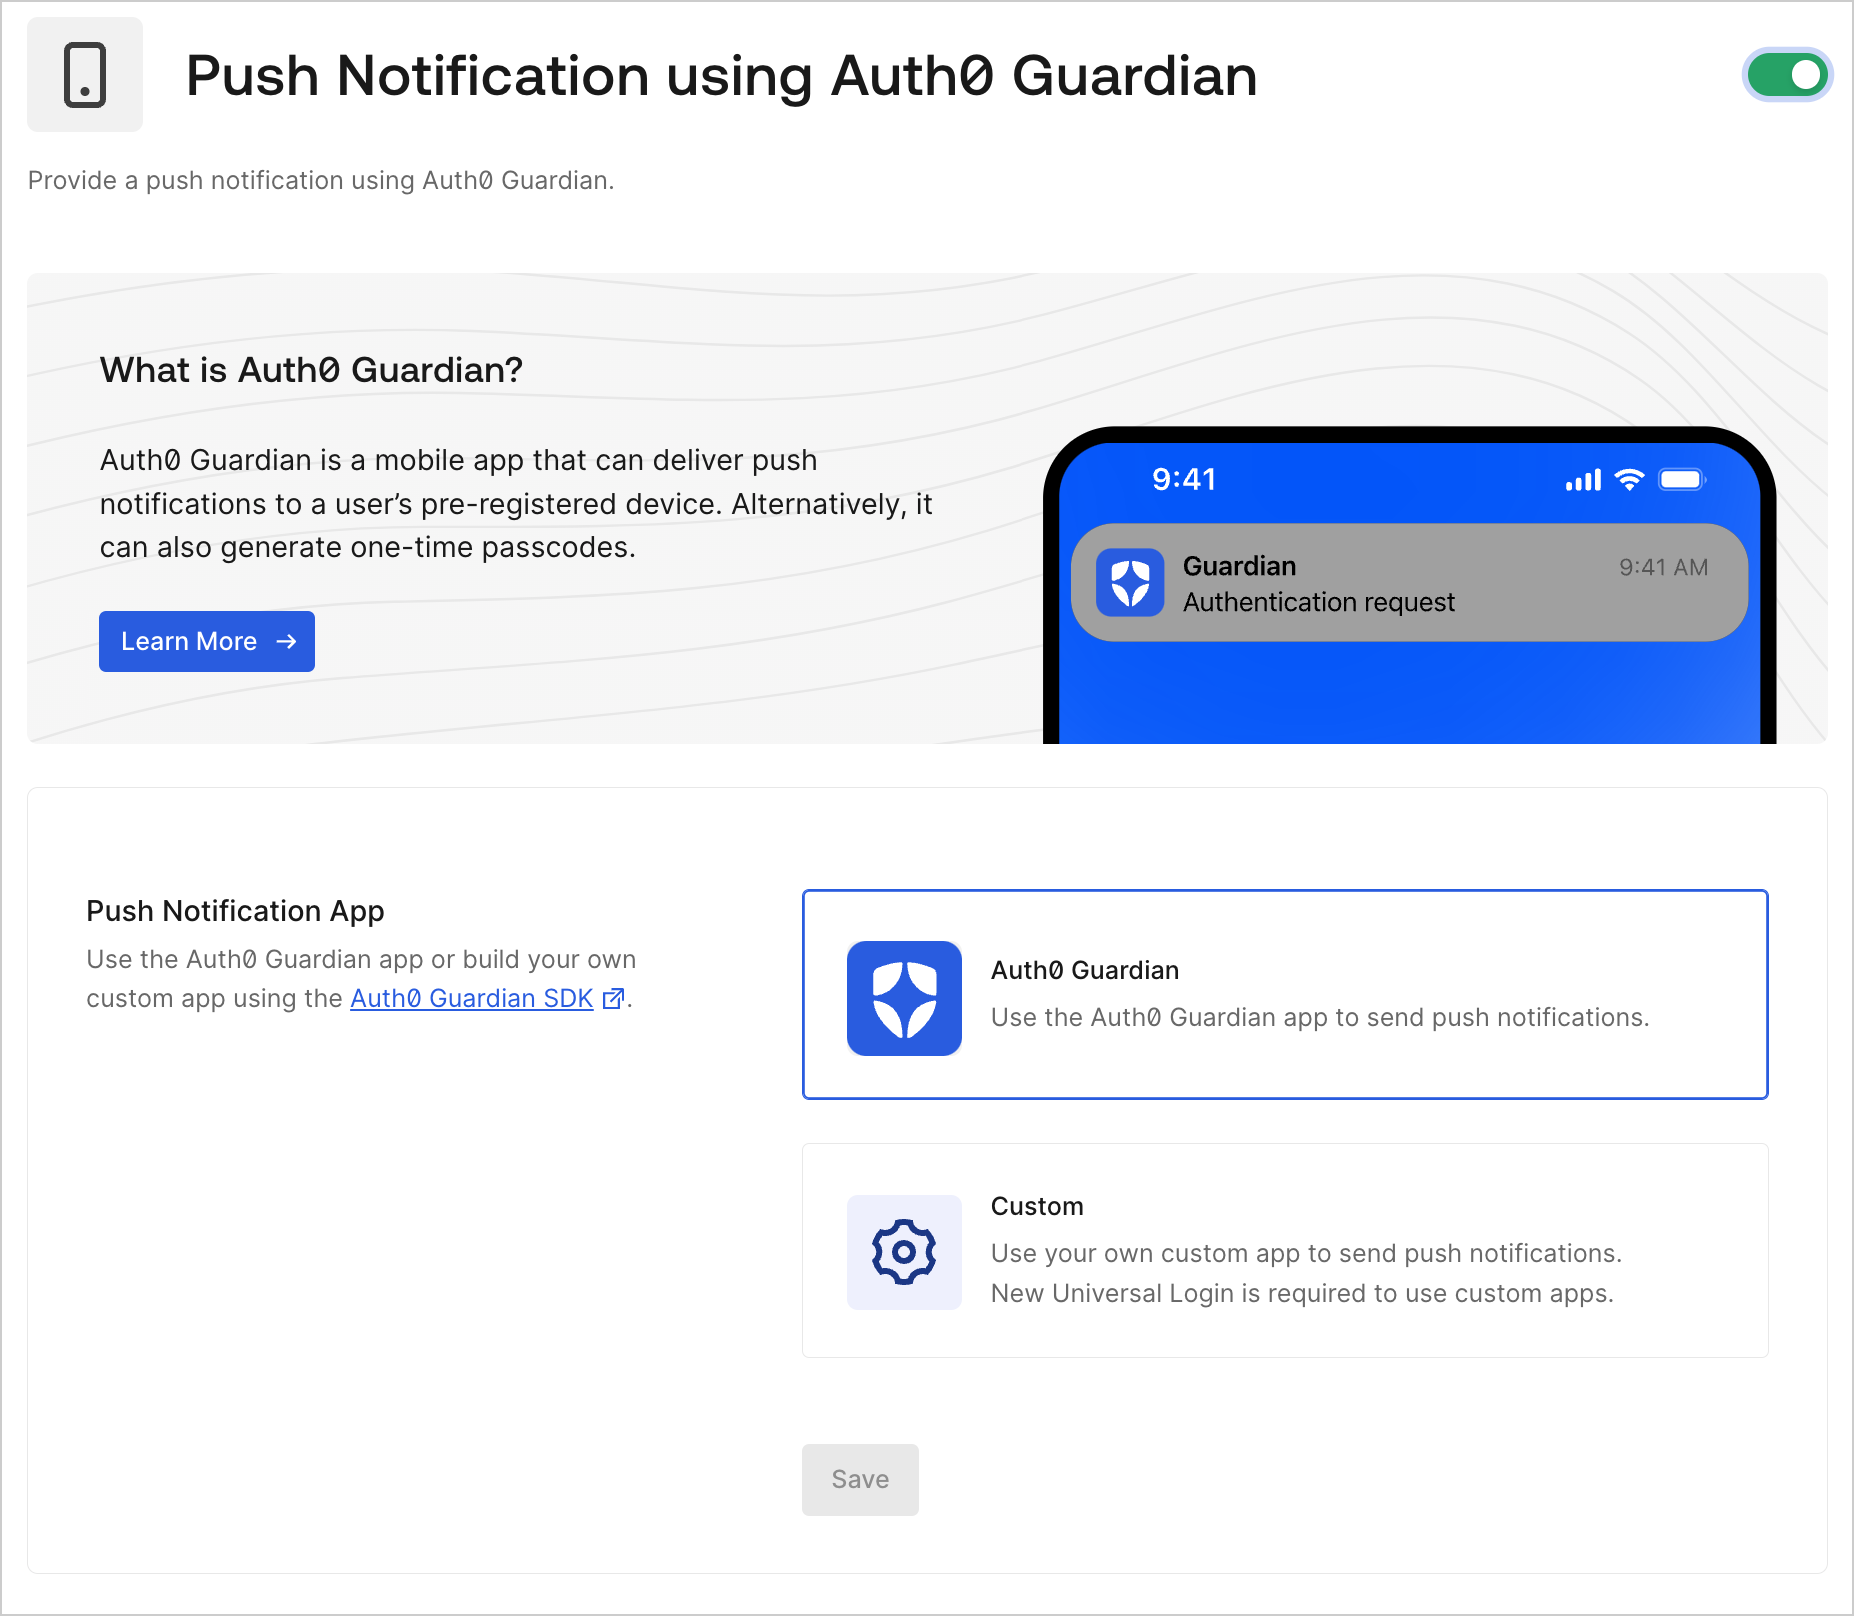 Push Notification using Auth0 Guardian
Provide a push notification using Auth0 Guardian.
What is Auth0 Guardian?
Auth0 Guardian is a mobile app that can deliver push
notifications to a user’s pre-registered device. Alternatively, it
can also generate one-time passcodes.
Learn More →
9:41
Guardian 9:41 AM
Authentication request
Push Notification App
Use the Auth0 Guardian app or build your own
custom app using the Auth0 Guardian SDK .
Auth0 Guardian
Use the Auth0 Guardian app to send push notifications.
Custom
Use your own custom app to send push notifications.
New Universal Login is required to use custom apps.
Save